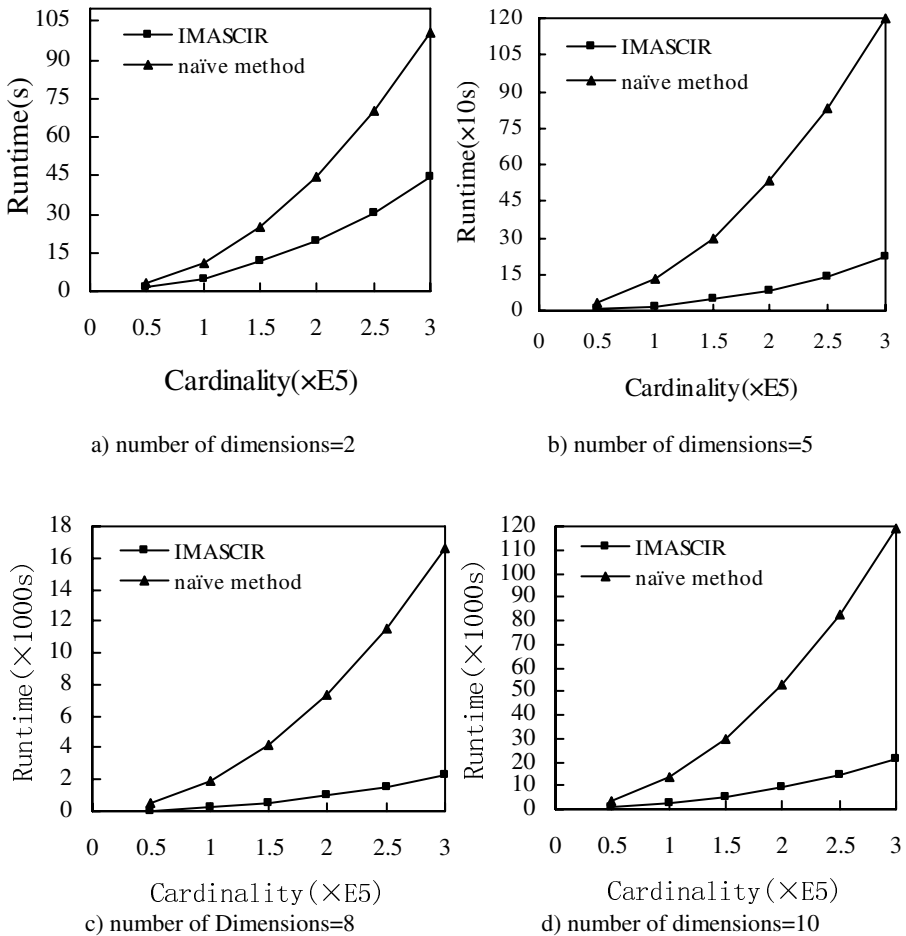 105
90
75
60
45
30
15
0
Runtime(s)
IMASCIR
naïve method
0 0.5 1 1.5 2 2.5 3
Cardinality(×E5)
a) number of dimensions=2
120
105
90
75
60
45
30
15
0
Runtime(×10s)
IMASCIR
naïve method
0 0.5 1 1.5 2 2.5 3
Cardinality(×E5)
b) number of dimensions=5
18
16
14
12
10
8
6
4
2
0
Runtime(×1000s)
IMASCIR
naïve method
0 0.5 1 1.5 2 2.5 3
Cardinality(×E5)
c) number of Dimensions=8
120
110
100
90
80
70
60
50
40
30
20
10
0
Runtime(×1000s)
IMASCIR
naïve method
0 0.5 1 1.5 2 2.5 3
Cardinality(×E5)
d) number of dimensions=10